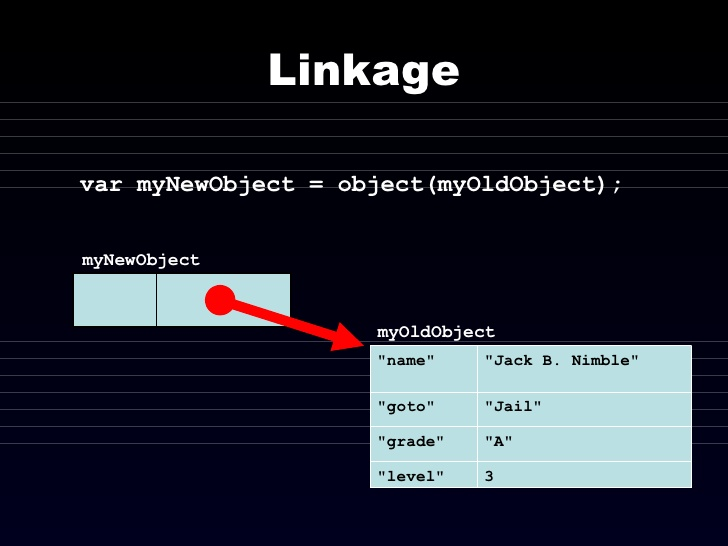 Linkage
var myNewObject = object(myOldObject);
myNewObject
myOldObject
"name" "Jack B. Nimble"
"goto" "Jail"
"grade" "A"
"level" 3